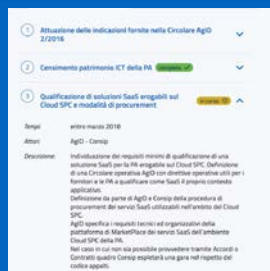 1 Attuazione delle indicazioni fornite nella Circolare AgID
2/2016
2 Censimento patrimonio ICT della PA
3 Qualificazione di soluzioni SaaS erogabili sul
Cloud SPC e modalità di procurement
Tempi entro marzo 2018
Attori AgID - Consip
Descrizione Individuazione dei requisiti minimi di qualificazione di una
soluzione SaaS per la PA erogabile sul Cloud SPC. Definizione
di una Circolare operativa AgID con direttive operative utili per i
fornitori e le PA a qualificare come SaaS il proprio contesto
applicativo.
Definizione da parte di AgID e Consip della procedura di
procurement dei servizi SaaS utilizzabili nell'ambito del Cloud
SPC.
AgID specifica i requisiti tecnici ed organizzativi della
piattaforma di MarketPlace dei servizi SaaS dell'ambiente
Cloud SPC della PA.
Nel caso in cui non sia possibile provvedere tramite Accordi o
Contratti quadro Consip espleterà una gara nel rispetto del
codice appalti.